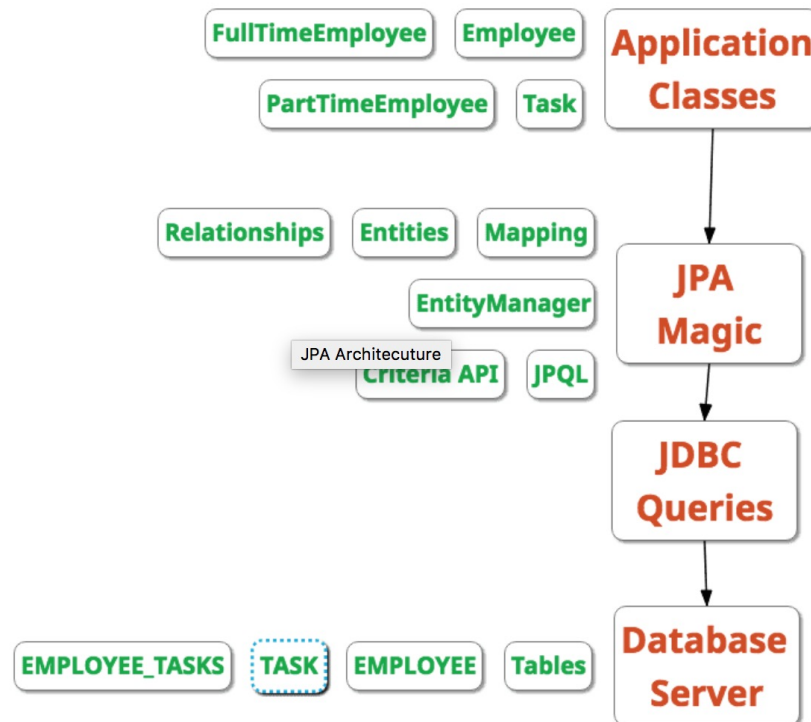 FullTimeEmployee Employee Application
PartTimeEmployee Task Classes
Relationships Entities Mapping
JPA
EntityManager
Magic
JPA Architecuture
Criteria API JPQL
JDBC
Queries
Database
EMPLOYEE_TASKS TASK EMPLOYEE Tables
Server